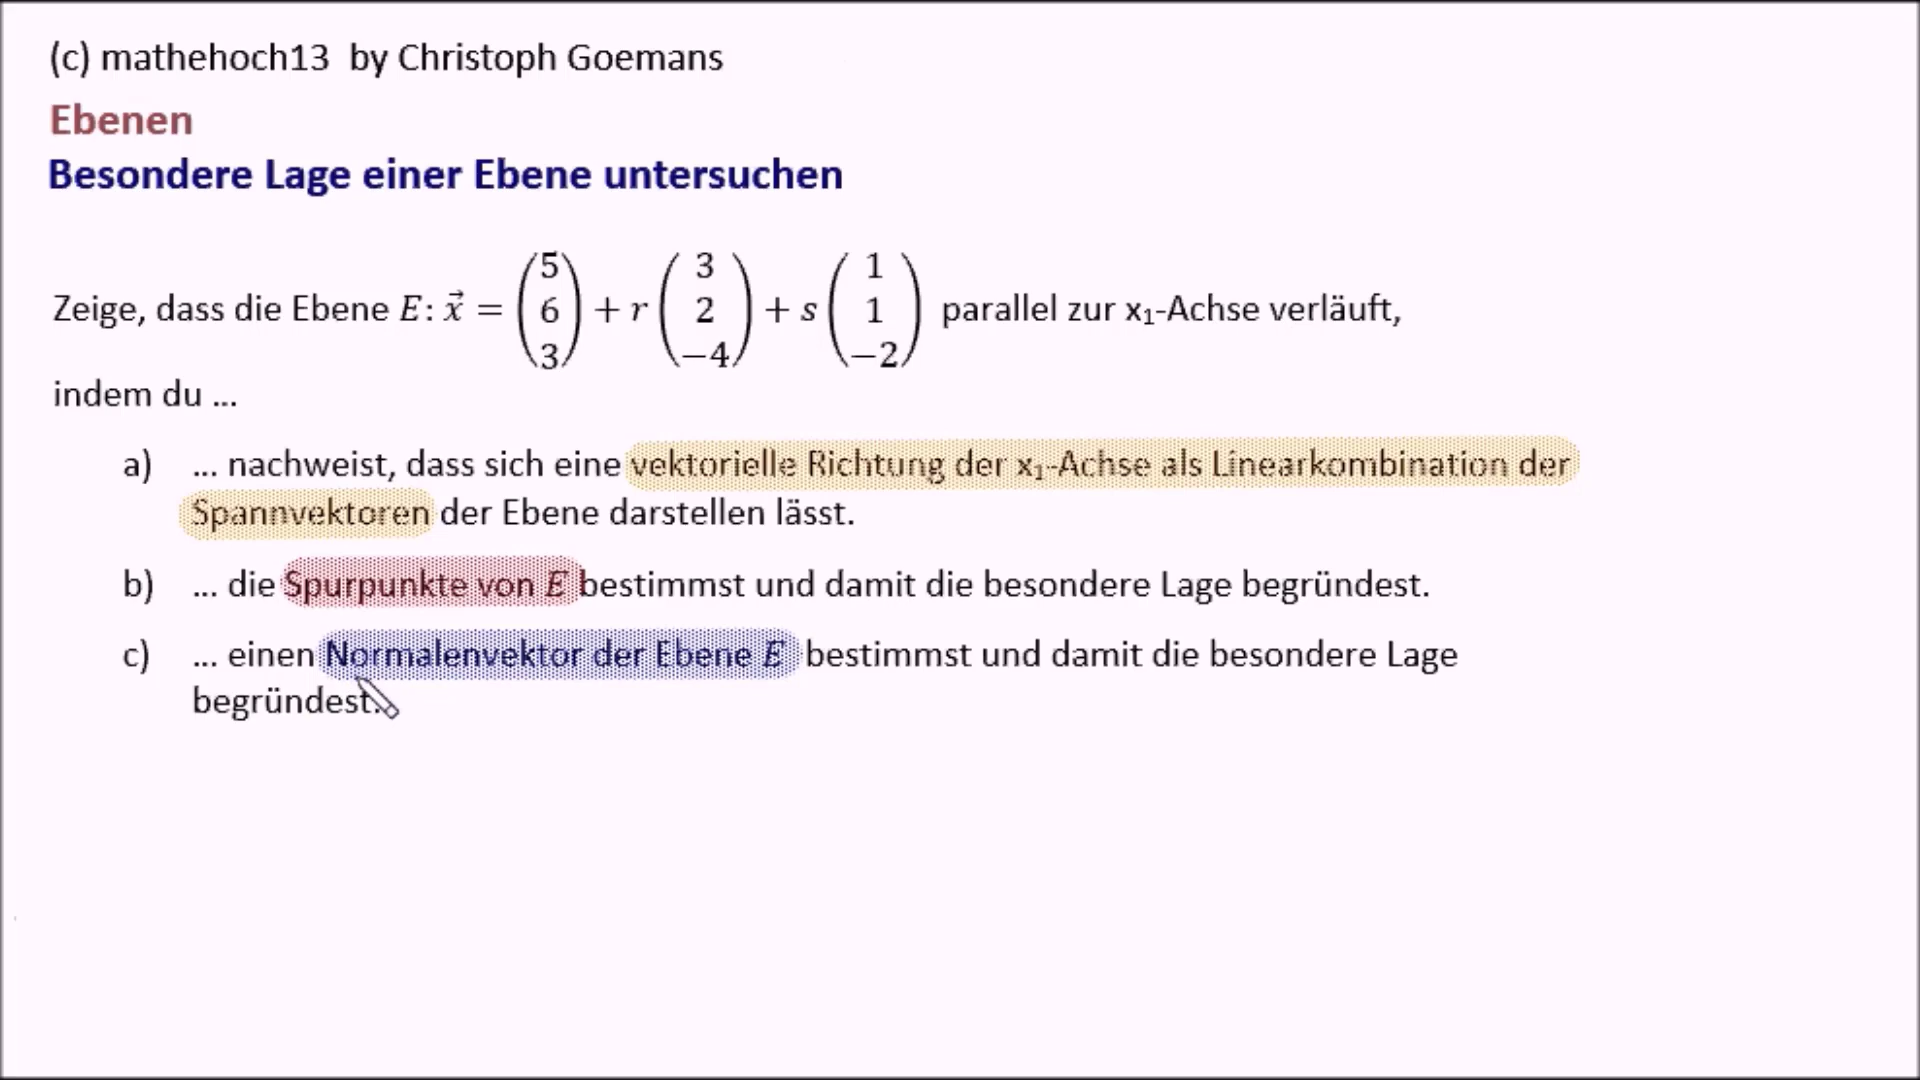 (c) mathehoch13 by Christoph Goemans
Ebenen
Besondere Lage einer Ebene untersuchen
Zeige, dass die Ebene E: x⃗ = (5 6 3) + r (3 2 −4) + s (1 1 −2) parallel zur x₁-Achse verläuft,
indem du ...
a) ... nachweist, dass sich eine vektorielle Richtung der x₁-Achse als Linearkombination der
Spannvektoren der Ebene darstellen lässt.
b) ... die Spurpunkte von E bestimmst und damit die besondere Lage begründest.
c) ... einen Normalenvektor der Ebene E bestimmst und damit die besondere Lage
begründest.